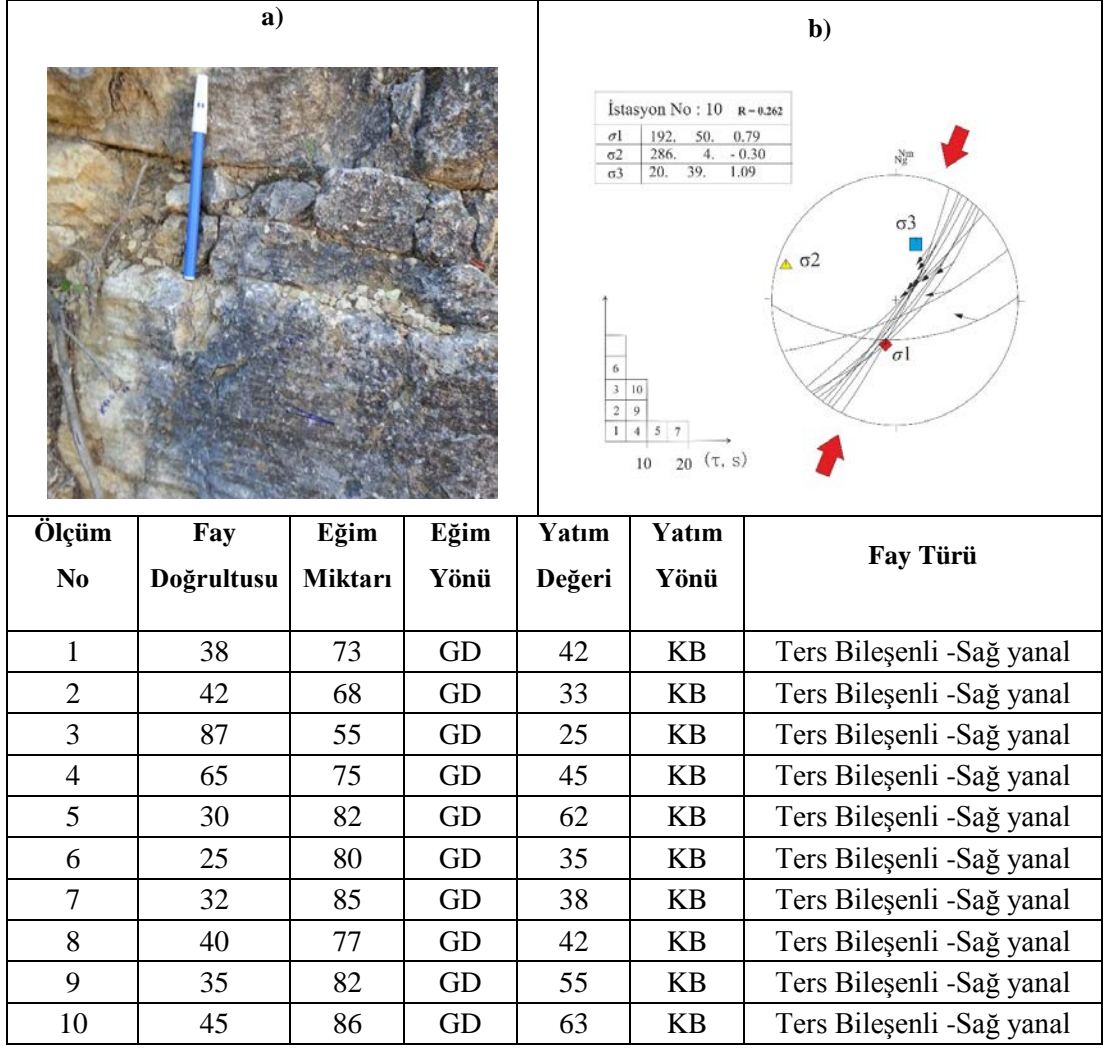 a)
b)
İstasyon No : 10 R = 0.262
σ1 192. 50. 0.79
σ2 286. 4. - 0.30
σ3 20. 39. 1.09
Nm
Ng
σ3
σ2
σ1
6
3 10
2 9
1 4 5 7
10 20 (τ, s)
Ölçüm No Fay Doğrultusu Eğim Miktarı Eğim Yönü Yatım Değeri Yatım Yönü Fay Türü
1 38 73 GD 42 KB Ters Bileşenli -Sağ yanal
2 42 68 GD 33 KB Ters Bileşenli -Sağ yanal
3 87 55 GD 25 KB Ters Bileşenli -Sağ yanal
4 65 75 GD 45 KB Ters Bileşenli -Sağ yanal
5 30 82 GD 62 KB Ters Bileşenli -Sağ yanal
6 25 80 GD 35 KB Ters Bileşenli -Sağ yanal
7 32 85 GD 38 KB Ters Bileşenli -Sağ yanal
8 40 77 GD 42 KB Ters Bileşenli -Sağ yanal
9 35 82 GD 55 KB Ters Bileşenli -Sağ yanal
10 45 86 GD 63 KB Ters Bileşenli -Sağ yanal